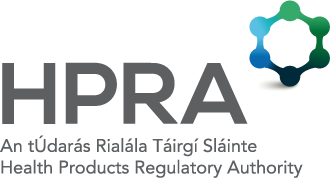 HPRA
An tÚdarás Rialála Táirgí Sláinte
Health Products Regulatory Authority